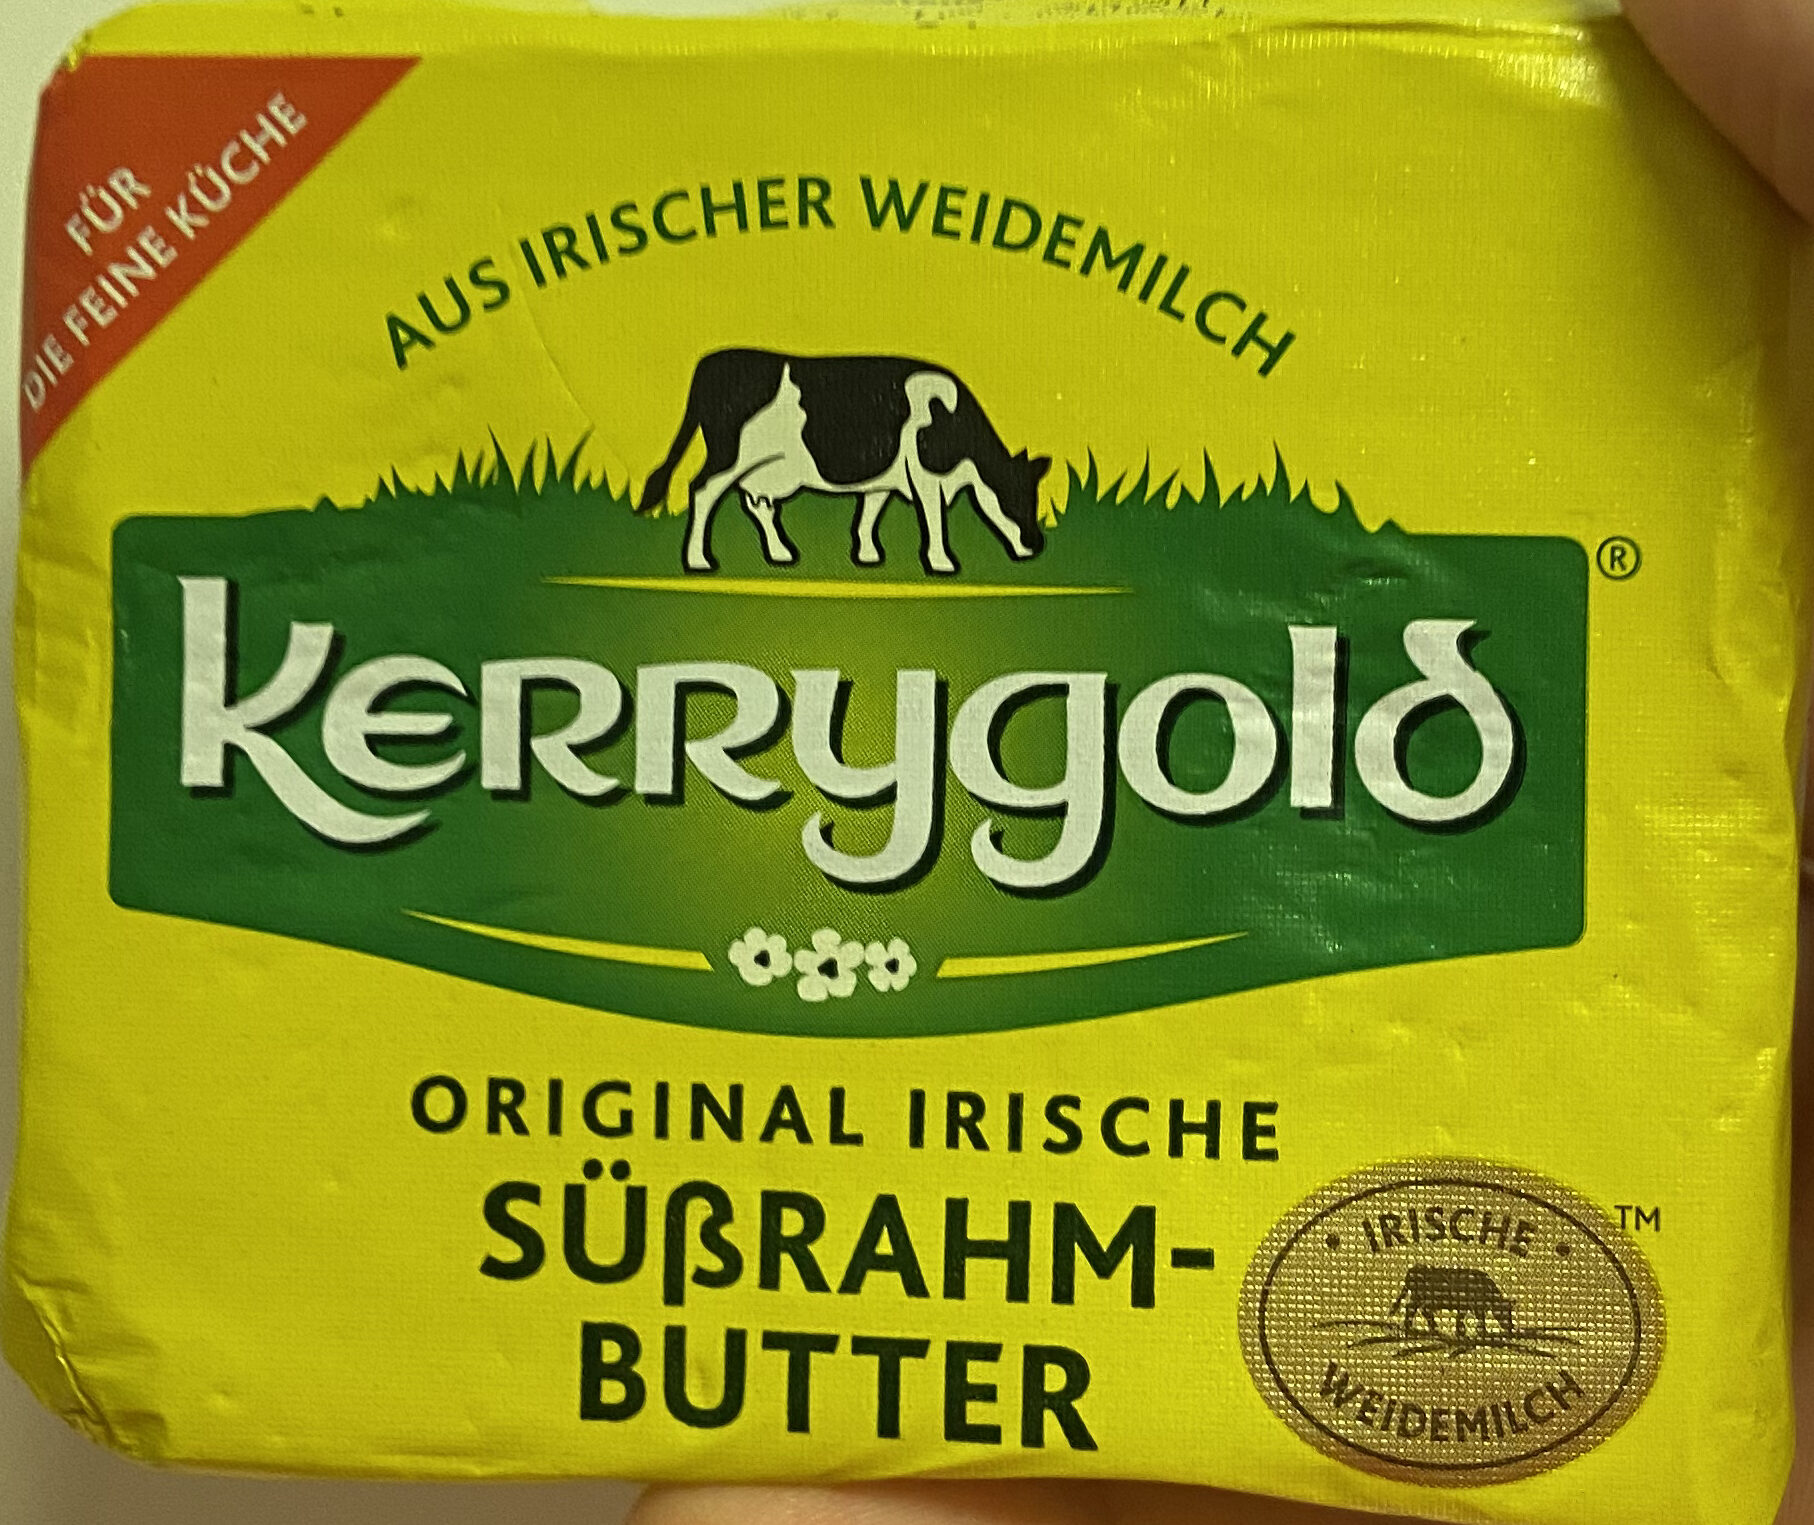 FÜR
DIE FEINE KÜCHE
AUS IRISCHER WEIDEMILCH
Kerrygold ®
ORIGINAL IRISCHE
SÜßRAHM-
BUTTER
IRISCHE
WEIDEMILCH
TM